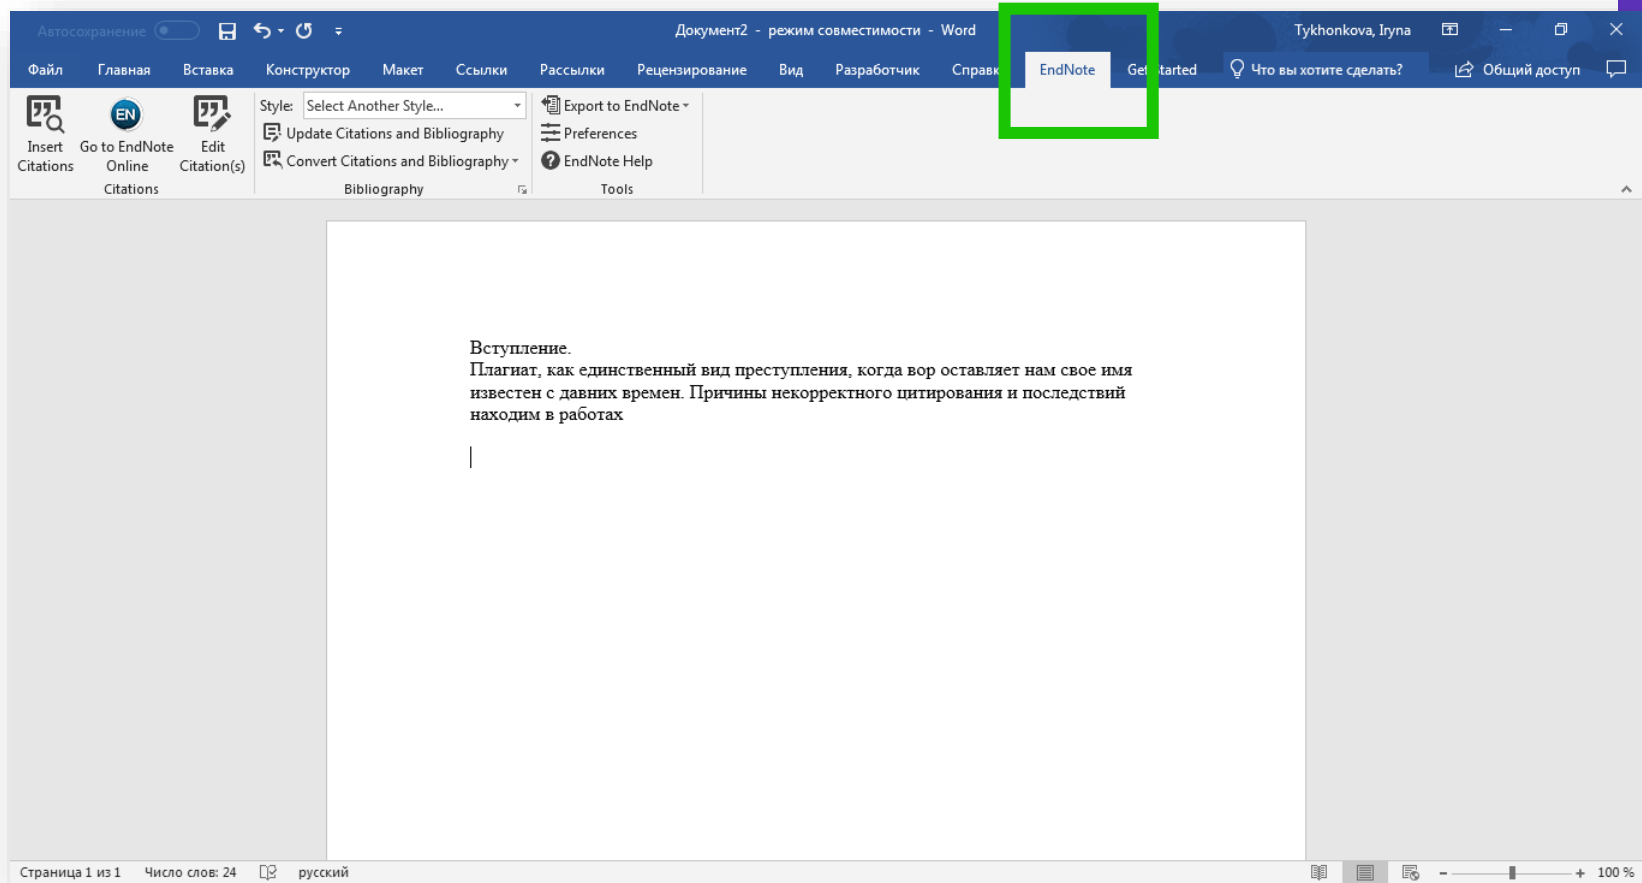 Автосохранение
Документ2 - режим совместимости - Word
Tykhonkova, Iryna
Файл Главная Вставка Конструктор Макет Ссылки Рассылки Рецензирование Вид Разработчик Справк EndNote Get Started Что вы хотите сделать? Общий доступ
Insert Citations
Go to EndNote Online
Edit Citation(s)
Citations
Style: Select Another Style...
Update Citations and Bibliography
Convert Citations and Bibliography
Bibliography
Export to EndNote
Preferences
EndNote Help
Tools
Вступление.
Плагиат, как единственный вид преступления, когда вор оставляет нам свое имя
известен с давних времен. Причины некорректного цитирования и последствий
находим в работах
Страница 1 из 1 Число слов: 24 русский 100 %